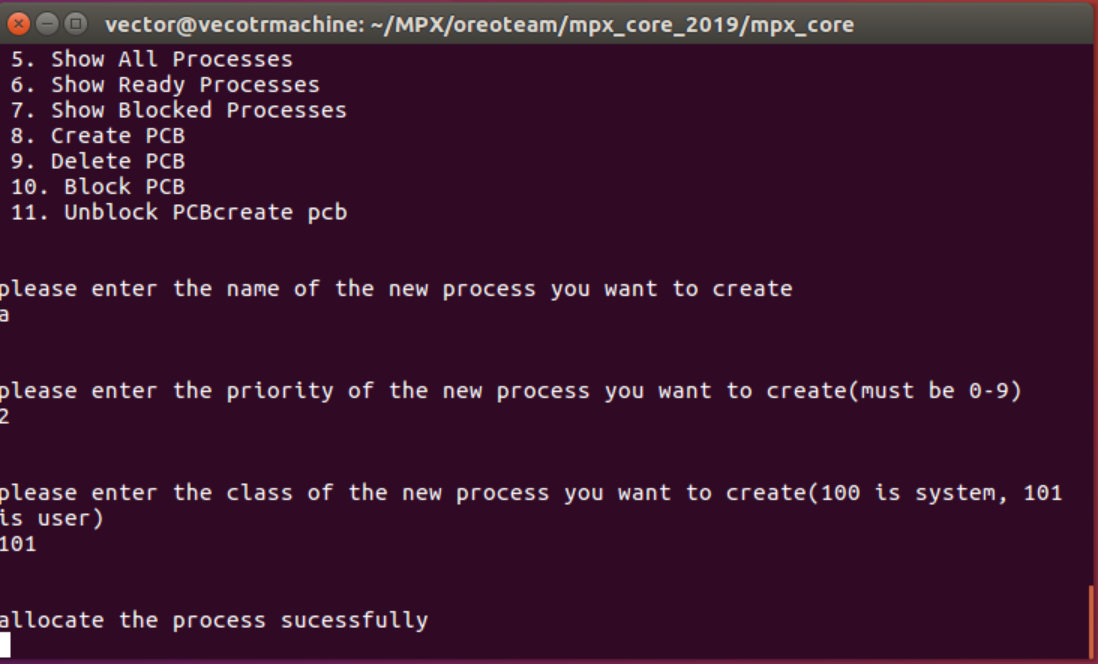 vector@vecotrmachine: ~/MPX/oreoteam/mpx_core_2019/mpx_core
5. Show All Processes
6. Show Ready Processes
7. Show Blocked Processes
8. Create PCB
9. Delete PCB
10. Block PCB
11. Unblock PCBcreate pcb
please enter the name of the new process you want to create
a
please enter the priority of the new process you want to create(must be 0-9)
2
please enter the class of the new process you want to create(100 is system, 101
is user)
101
allocate the process sucessfully